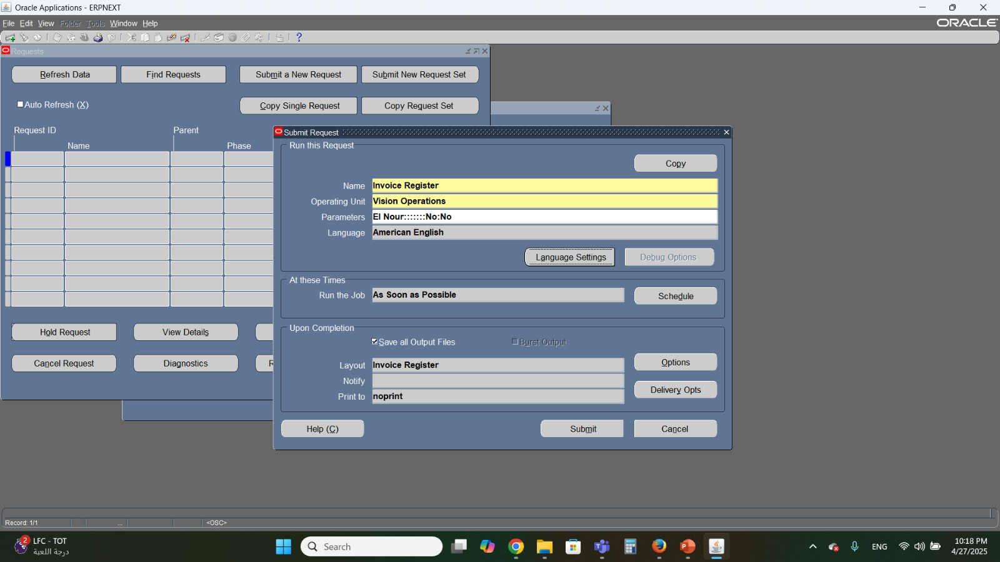 Oracle Applications - ERPNEXT
File Edit View Folder Tools Window Help
ORACLE
Requests
Refresh Data
Find Requests
Submit a New Request
Submit New Request Set
Auto Refresh (X)
Copy Single Request
Copy Request Set
Request ID
Parent
Name
Phase
Submit Request
Run this Request
Copy
Name Invoice Register
Operating Unit Vision Operations
Parameters El Nour:::::::No:No
Language American English
Language Settings
Debug Options
At these Times
Run the Job As Soon as Possible
Schedule
Upon Completion
Hold Request
View Details
Save all Output Files
Burst Output
Cancel Request
Diagnostics
R
Layout Invoice Register
Options
Notify
Print to noprint
Delivery Opts
Help (C)
Submit
Cancel
Record: 1/1
...
<OSC>
2
LFC - TOT
درجة اللعبة
Search
ENG
10:18 PM
4/27/2025